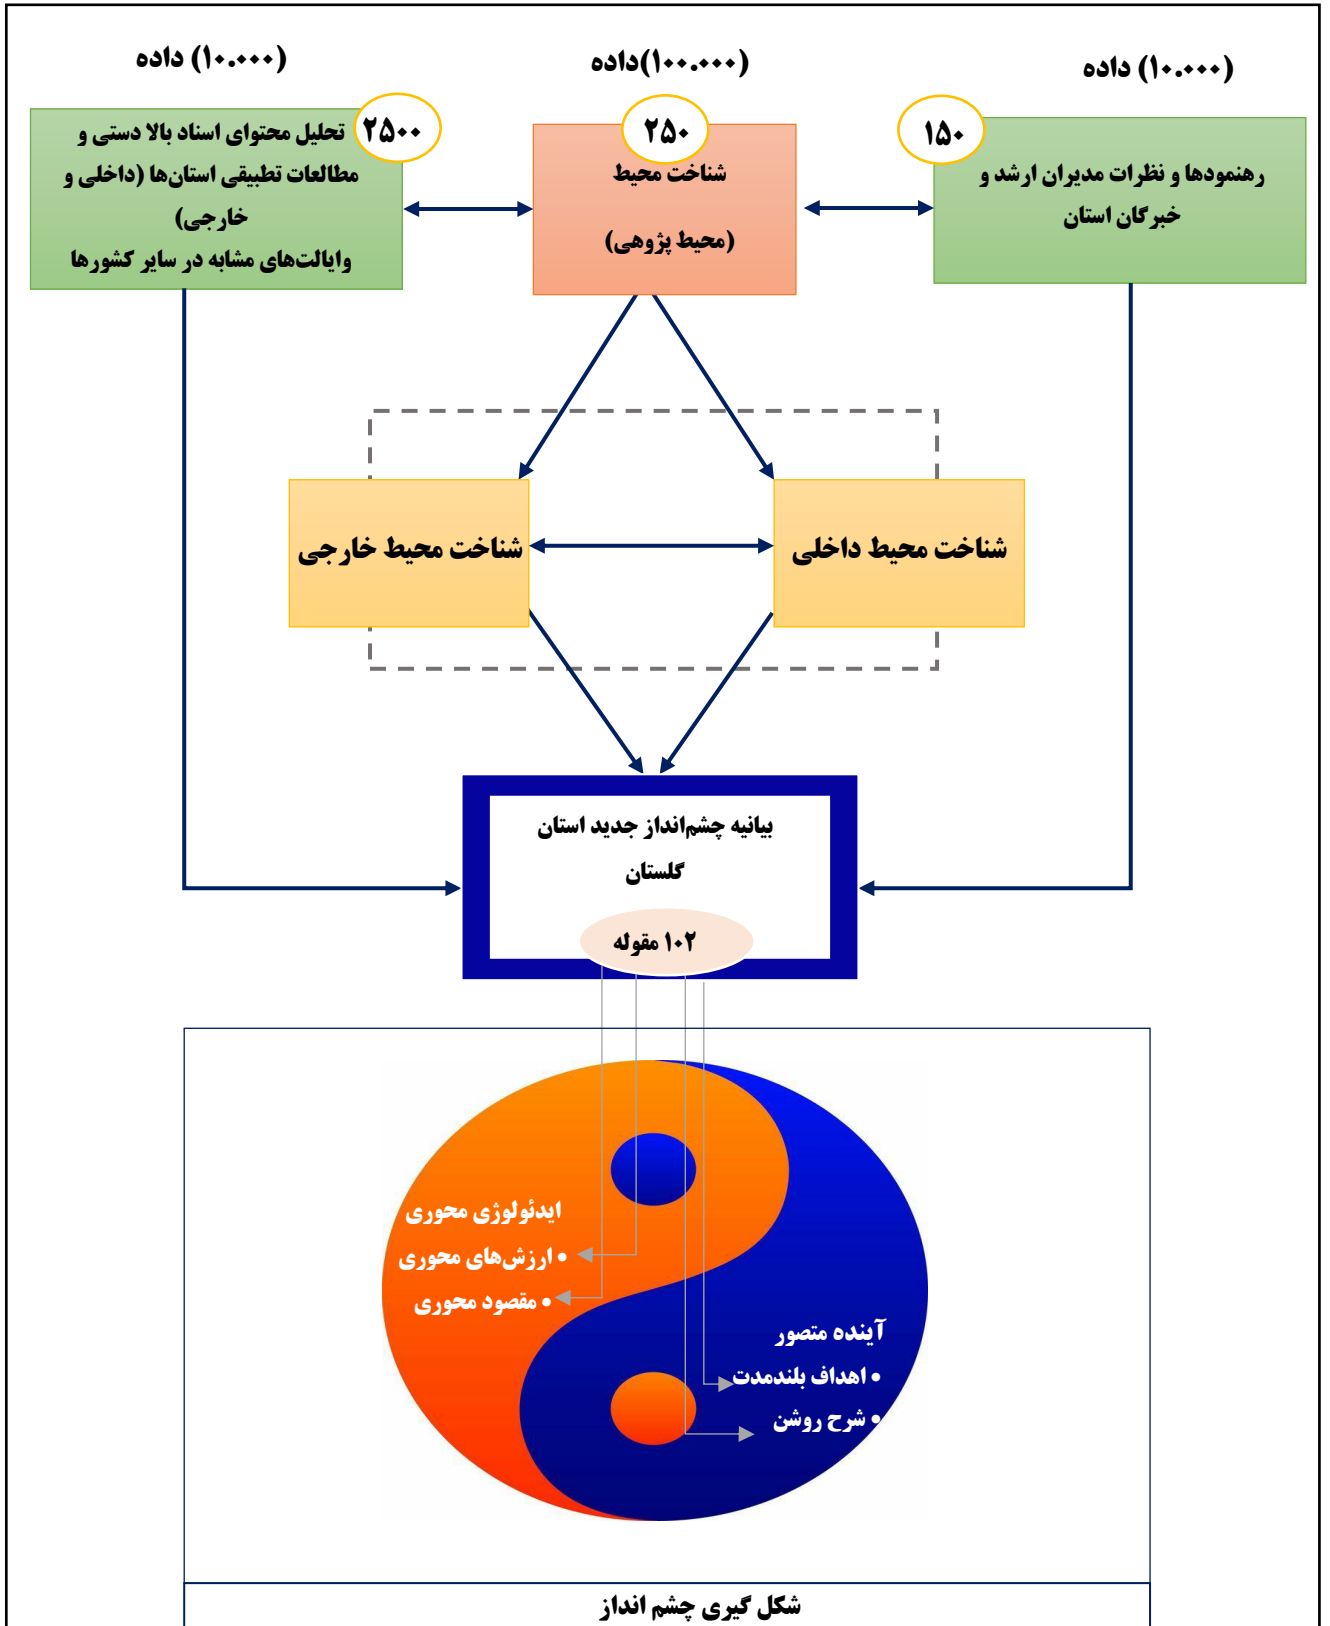 (۱۰.۰۰۰) داده
(۱۰۰.۰۰۰)داده
(۱۰.۰۰۰) داده
۱۵۰
رهنمودها و نظرات مدیران ارشد و
خبرگان استان
۲۵۰
شناخت محیط
(محیط پژوهی)
۲۵۰۰
تحلیل محتوای اسناد بالا دستی و
مطالعات تطبیقی استان‌ها (داخلی و
خارجی)
وایالت‌های مشابه در سایر کشورها
شناخت محیط داخلی
شناخت محیط خارجی
بیانیه چشم‌انداز جدید استان
گلستان
۱۰۲ مقوله
ایدئولوژی محوری
• ارزش‌های محوری
• مقصود محوری
آینده متصور
• اهداف بلندمدت
• شرح روشن
شکل گیری چشم انداز